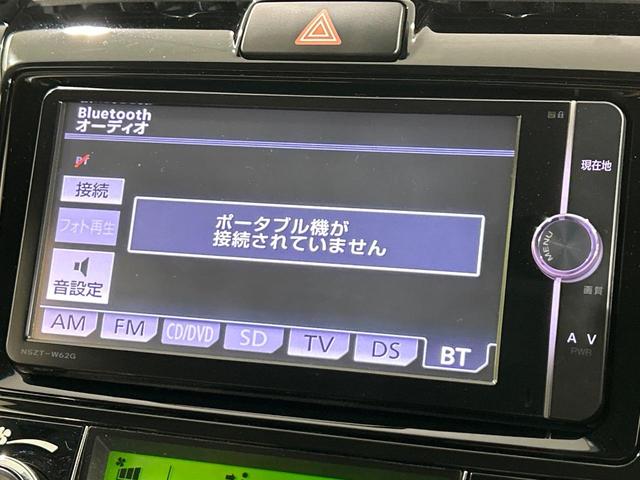 Bluetooth
オーディオ
接続
フォト再生
音設定
ポータブル機が
接続されていません
AM
FM
CD/DVD
SD
TV
DS
BT
NSZT-W62G
現在地
MENU
画質
AV
PWR